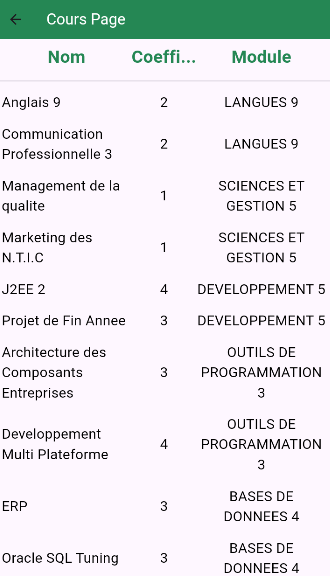 Cours Page
Nom Coeffi... Module
Anglais 9 2 LANGUES 9
Communication
Professionnelle 3 2 LANGUES 9
Management de la
qualite 1 SCIENCES ET
GESTION 5
Marketing des
N.T.I.C 1 SCIENCES ET
GESTION 5
J2EE 2 4 DEVELOPPEMENT 5
Projet de Fin Annee 3 DEVELOPPEMENT 5
Architecture des
Composants
Entreprises 3 OUTILS DE
PROGRAMMATION
3
Developpement
Multi Plateforme 4 OUTILS DE
PROGRAMMATION
3
ERP 3 BASES DE
DONNEES 4
Oracle SQL Tuning 3 BASES DE
DONNEES 4